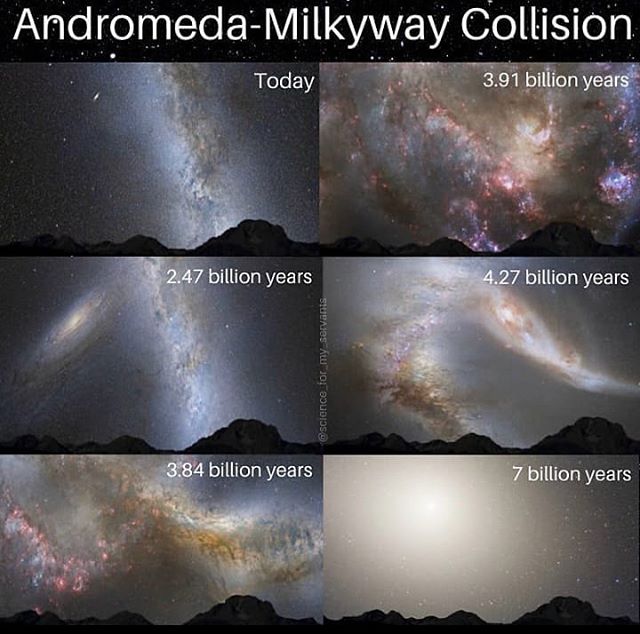 Andromeda-Milkyway Collision
Today
3.91 billion years
2.47 billion years
4.27 billion years
@science_for_my_servants
3.84 billion years
7 billion years